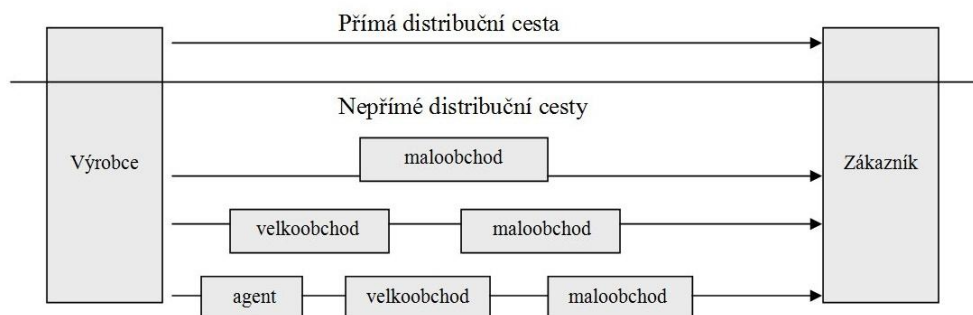 Přímá distribuční cesta
Nepřímé distribuční cesty
Výrobce
maloobchod
Zákazník
velkoobchod
maloobchod
agent
velkoobchod
maloobchod